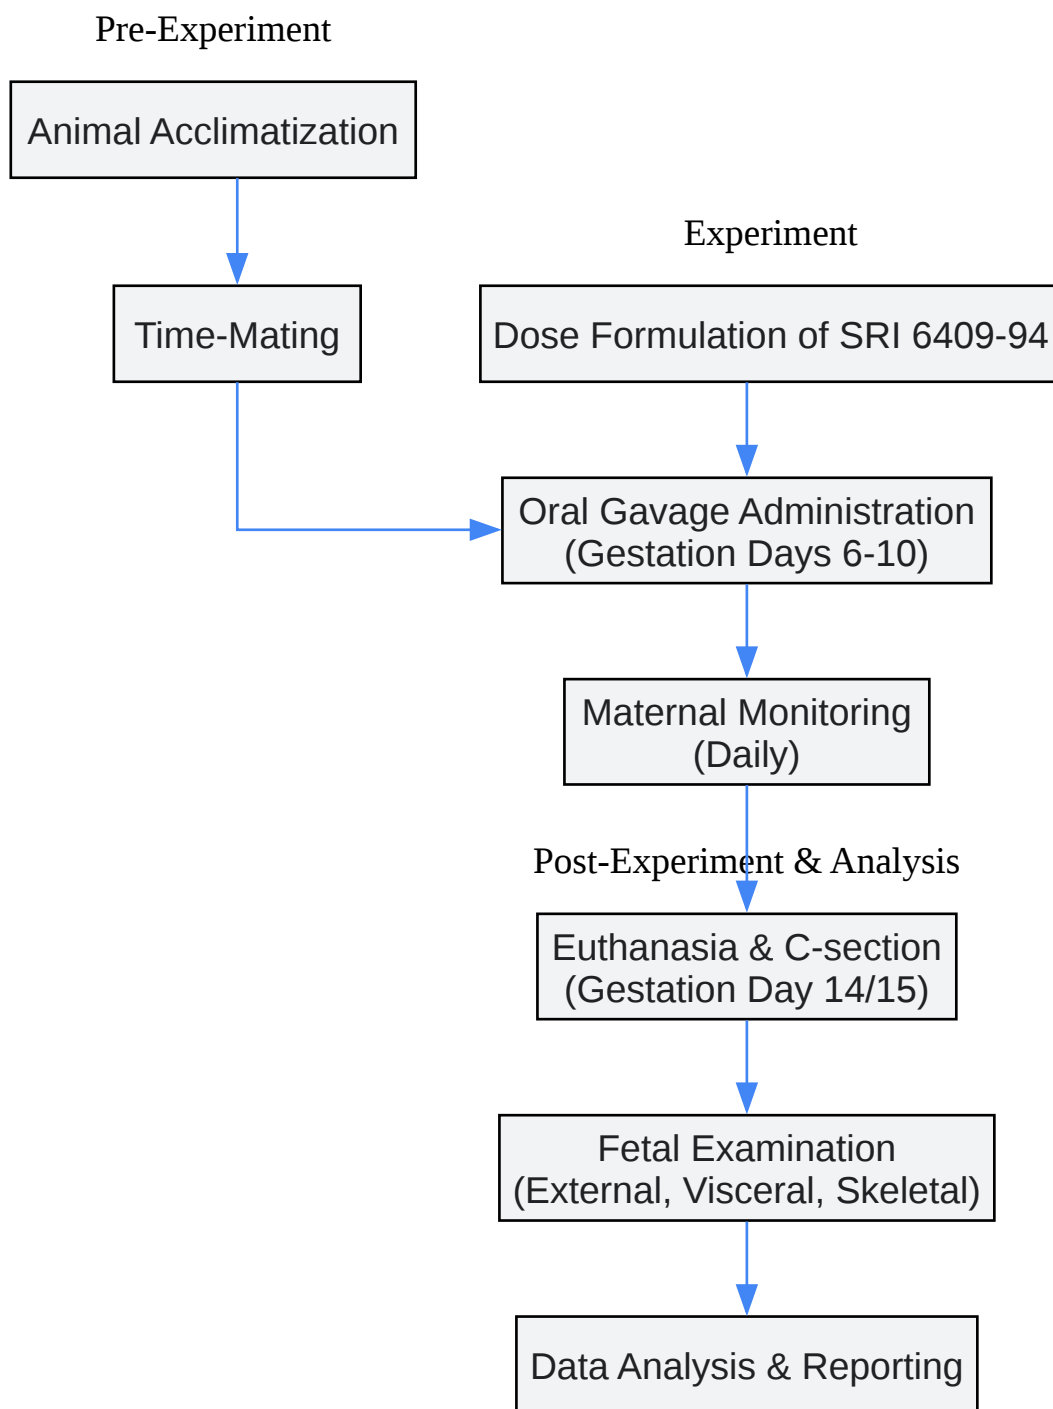 Pre-Experiment
Animal Acclimatization
Experiment
Time-Mating
Dose Formulation of SRI 6409-94
Oral Gavage Administration
(Gestation Days 6-10)
Maternal Monitoring
(Daily)
Post-Experiment & Analysis
Euthanasia & C-section
(Gestation Day 14/15)
Fetal Examination
(External, Visceral, Skeletal)
Data Analysis & Reporting